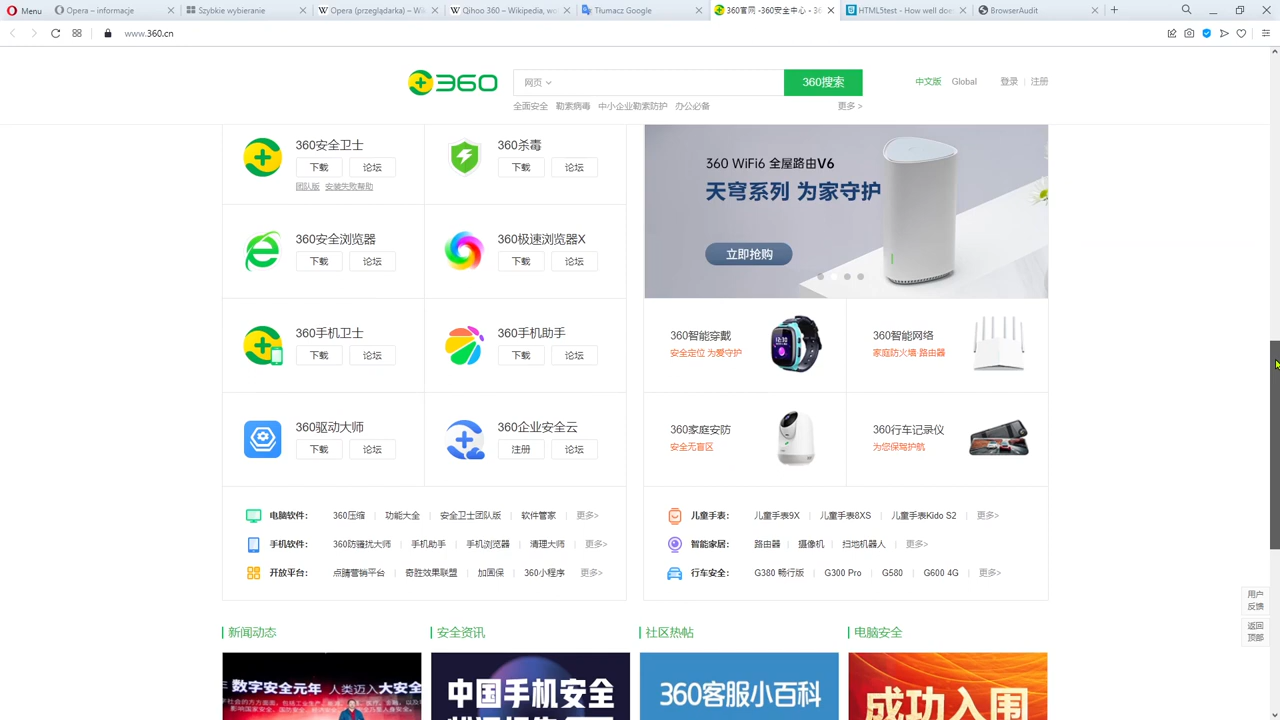 Menu
Opera – informacje
Szybkie wybieranie
Opera (przeglądarka) – Wi
Qihoo 360 – Wikipedia, wo
Tłumacz Google
360官网 -360安全中心 - 36
HTML5test - How well doe
BrowserAudit
www.360.cn
360
网页
360搜索
中文版 Global 登录 注册
全面安全 勒索病毒 中小企业勒索防护 办公必备 更多 >
360安全卫士
下载 论坛
团队版 安装失败帮助
360杀毒
下载 论坛
360 WiFi6 全屋路由V6
天穹系列 为家守护
立即抢购
360安全浏览器
下载 论坛
360极速浏览器X
下载 论坛
360手机卫士
下载 论坛
360手机助手
下载 论坛
360智能穿戴
安全定位 为爱守护
360智能网络
家庭防火墙·路由器
360驱动大师
下载 论坛
360企业安全云
注册 论坛
360家庭安防
安全无盲区
360行车记录仪
为您保驾护航
电脑软件： 360压缩 功能大全 安全卫士团队版 软件管家 更多>
手机软件： 360防骚扰大师 手机助手 手机浏览器 清理大师 更多>
开放平台： 点睛营销平台 奇胜效果联盟 加固保 360小程序 更多>
儿童手表： 儿童手表9X 儿童手表8XS 儿童手表Kido S2 更多>
智能家居： 路由器 摄像机 扫地机器人 更多>
行车安全： G380 畅行版 G300 Pro G580 G600 4G 更多>
用户
反馈
返回
顶部
新闻动态
安全资讯
社区热帖
电脑安全
数字安全元年 人类迈入大安全
中国手机安全
360客服小百科
成功入围